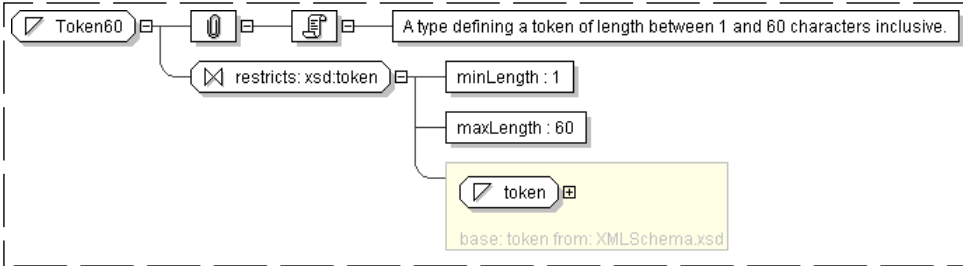 Token60
A type defining a token of length between 1 and 60 characters inclusive.
restricts: xsd:token
minLength : 1
maxLength : 60
token
base: token from: XMLSchema.xsd